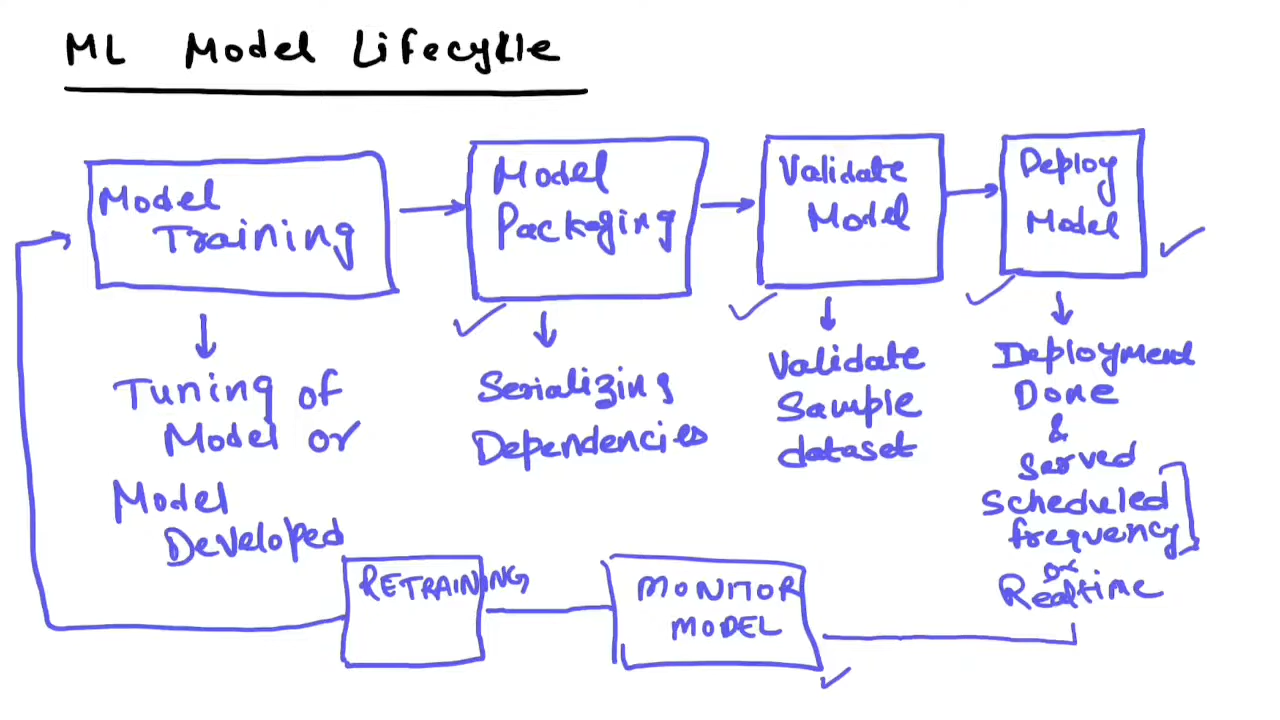 ML Model Lifecyle
Model
Training
Model
Packaging
Validate
Model
Deploy
Model
Tuning of
Model or
Model
Developed
Serializing
Dependencies
Validate
Sample
dataset
Deployment
Done
&
Served
Scheduled
frequency
or
Realtime
RETRAINING
MONITOR
MODEL